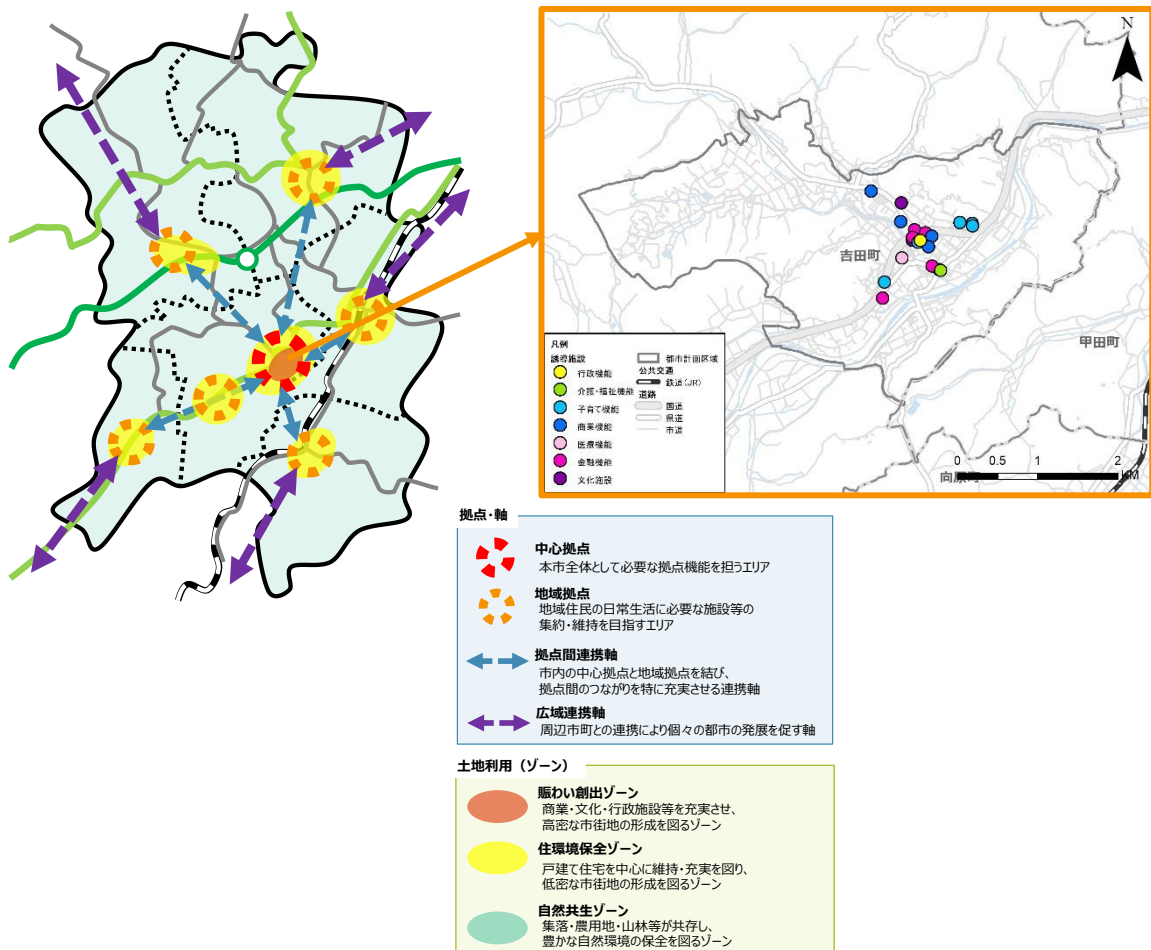 N
吉田町
甲田町
向原町
0 0.5 1 2
KM
凡例
誘導施設
行政機能
介護・福祉機能
子育て機能
商業機能
医療機能
金融機能
文化施設
都市計画区域
公共交通
鉄道(JR)
道路
国道
県道
市道
拠点・軸
中心拠点
本市全体として必要な拠点機能を担うエリア
地域拠点
地域住民の日常生活に必要な施設等の
集約・維持を目指すエリア
拠点間連携軸
市内の中心拠点と地域拠点を結び、
拠点間のつながりを特に充実させる連携軸
広域連携軸
周辺市町との連携により個々の都市の発展を促す軸
土地利用（ゾーン）
賑わい創出ゾーン
商業・文化・行政施設等を充実させ、
高密な市街地の形成を図るゾーン
住環境保全ゾーン
戸建て住宅を中心に維持・充実を図り、
低密な市街地の形成を図るゾーン
自然共生ゾーン
集落・農用地・山林等が共存し、
豊かな自然環境の保全を図るゾーン